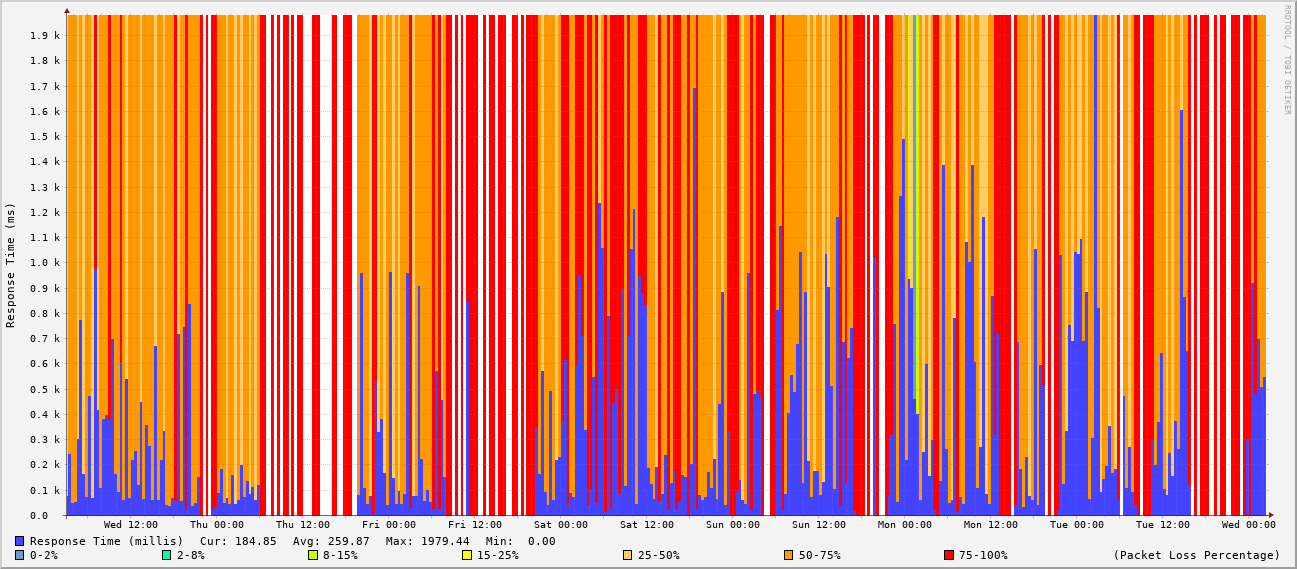 RRDTOOL / TOBI OETIKER
Response Time (ms)
1.9 k
1.8 k
1.7 k
1.6 k
1.5 k
1.4 k
1.3 k
1.2 k
1.1 k
1.0 k
0.9 k
0.8 k
0.7 k
0.6 k
0.5 k
0.4 k
0.3 k
0.2 k
0.1 k
0.0
Wed 12:00 Thu 00:00 Thu 12:00 Fri 00:00 Fri 12:00 Sat 00:00 Sat 12:00 Sun 00:00 Sun 12:00 Mon 00:00 Mon 12:00 Tue 00:00 Tue 12:00 Wed 00:00
Response Time (millis) Cur: 184.85 Avg: 259.87 Max: 1979.44 Min: 0.00
0-2% 2-8% 8-15% 15-25% 25-50% 50-75% 75-100% (Packet Loss Percentage)